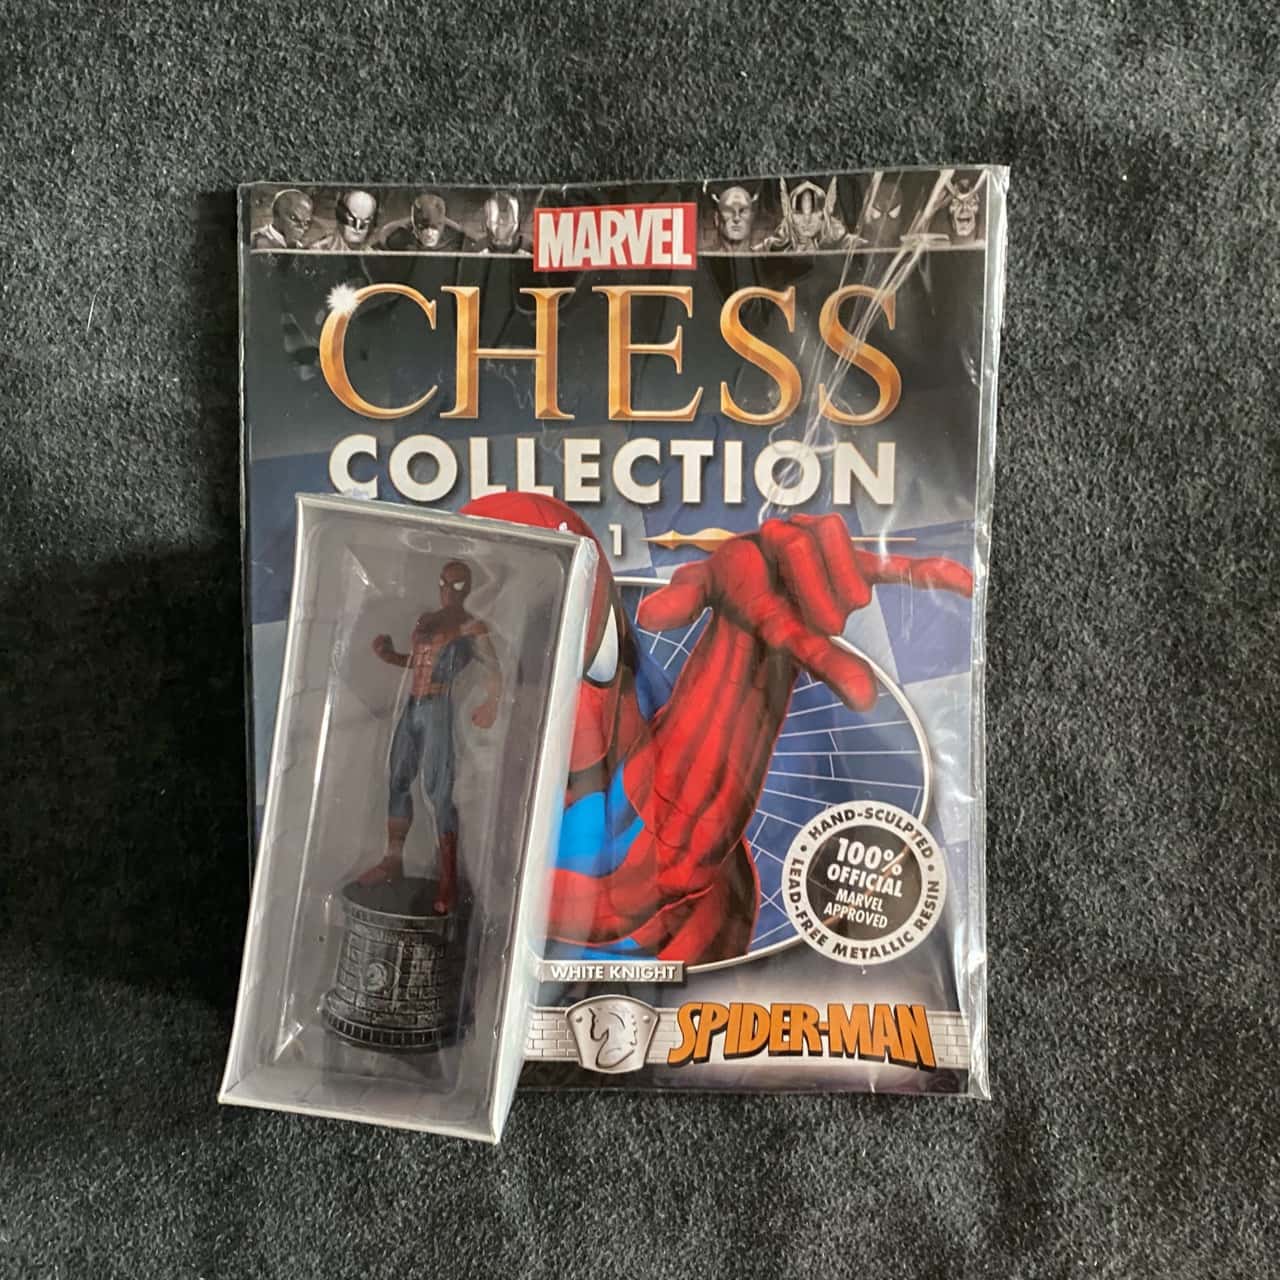 MARVEL
CHESS
COLLECTION
1
HAND-SCULPTED •
LEAD-FREE METALLIC RESIN •
100%
OFFICIAL
MARVEL
APPROVED
WHITE KNIGHT
SPIDER-MAN